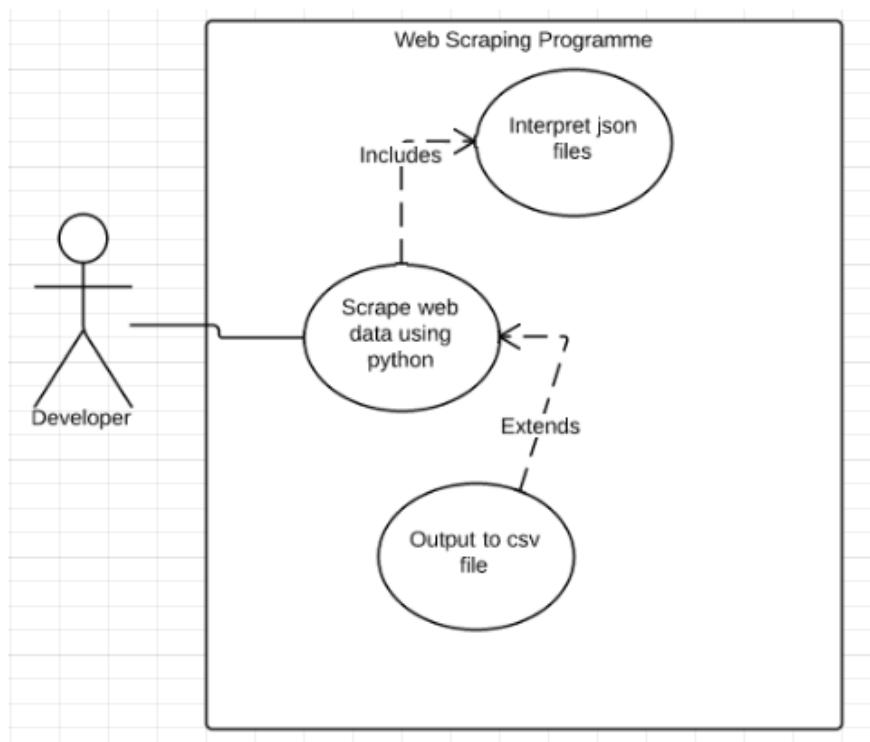 Web Scraping Programme
Interpret json
files
Includes
Scrape web
data using
python
Developer
Extends
Output to csv
file